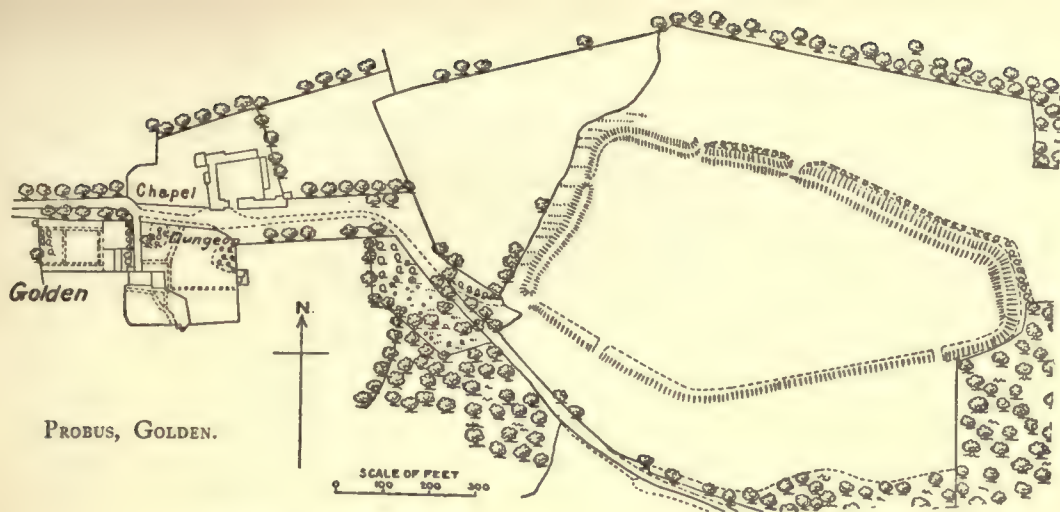 Chapel
Dungeon
Golden
N.
PROBUS, GOLDEN.
SCALE OF FEET
0 100 200 300